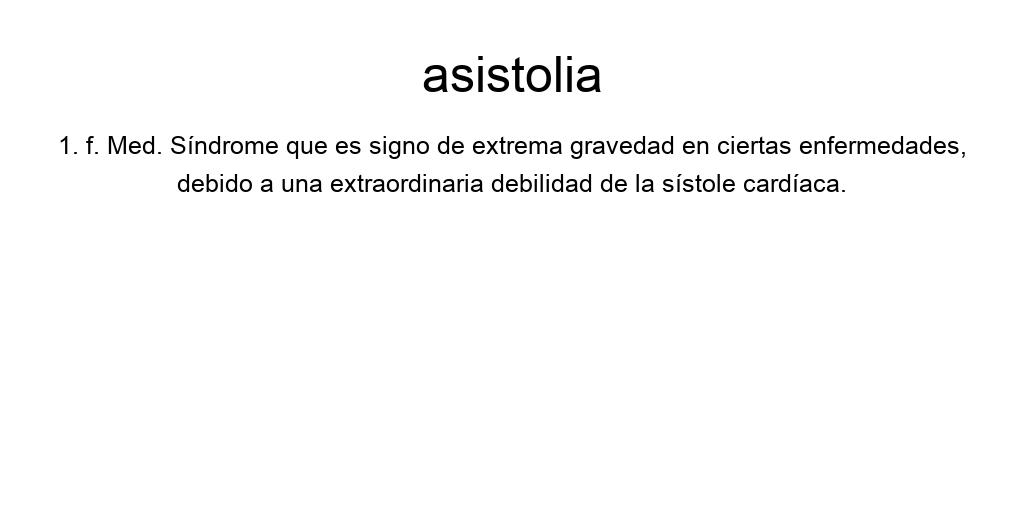 asistolia
1. f. Med. Síndrome que es signo de extrema gravedad en ciertas enfermedades,
debido a una extraordinaria debilidad de la sístole cardíaca.